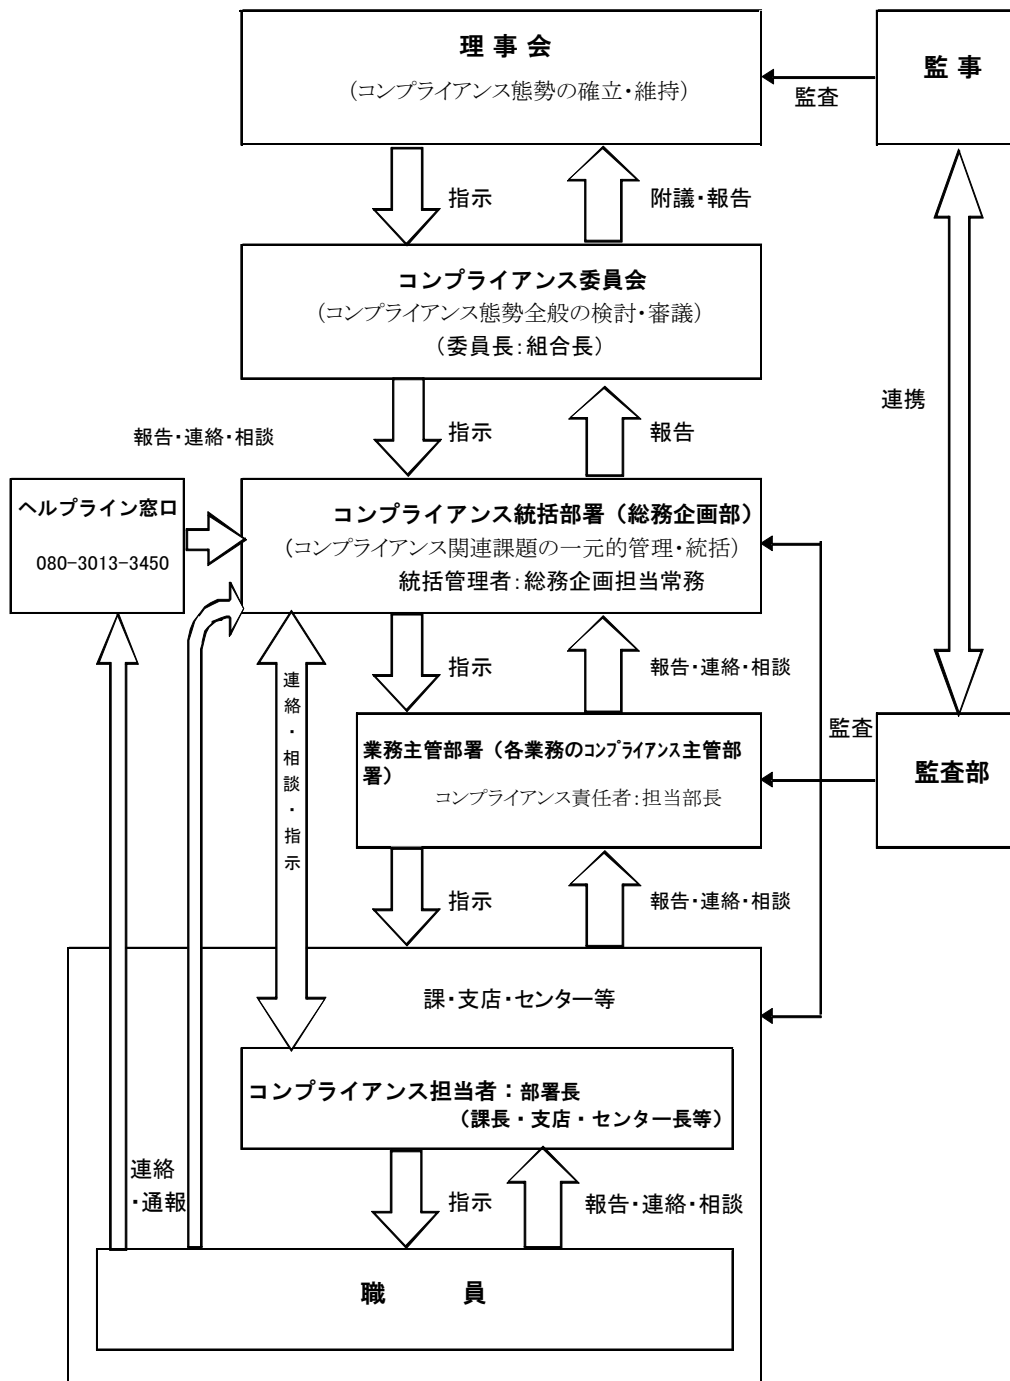 理 事 会
(コンプライアンス態勢の確立・維持)
監 事
監査
指示
附議・報告
コンプライアンス委員会
(コンプライアンス態勢全般の検討・審議)
(委員長:組合長)
連携
報告・連絡・相談
指示
報告
ヘルプライン窓口
080-3013-3450
コンプライアンス統括部署(総務企画部)
(コンプライアンス関連課題の一元的管理・統括)
統括管理者:総務企画担当常務
連絡・相談・指示
指示
報告・連絡・相談
業務主管部署(各業務のコンプライアンス主管部
署)
コンプライアンス責任者:担当部長
監査
監査部
指示
報告・連絡・相談
課・支店・センター等
コンプライアンス担当者:部署長
(課長・支店・センター長等)
連絡
・通報
指示
報告・連絡・相談
職 員